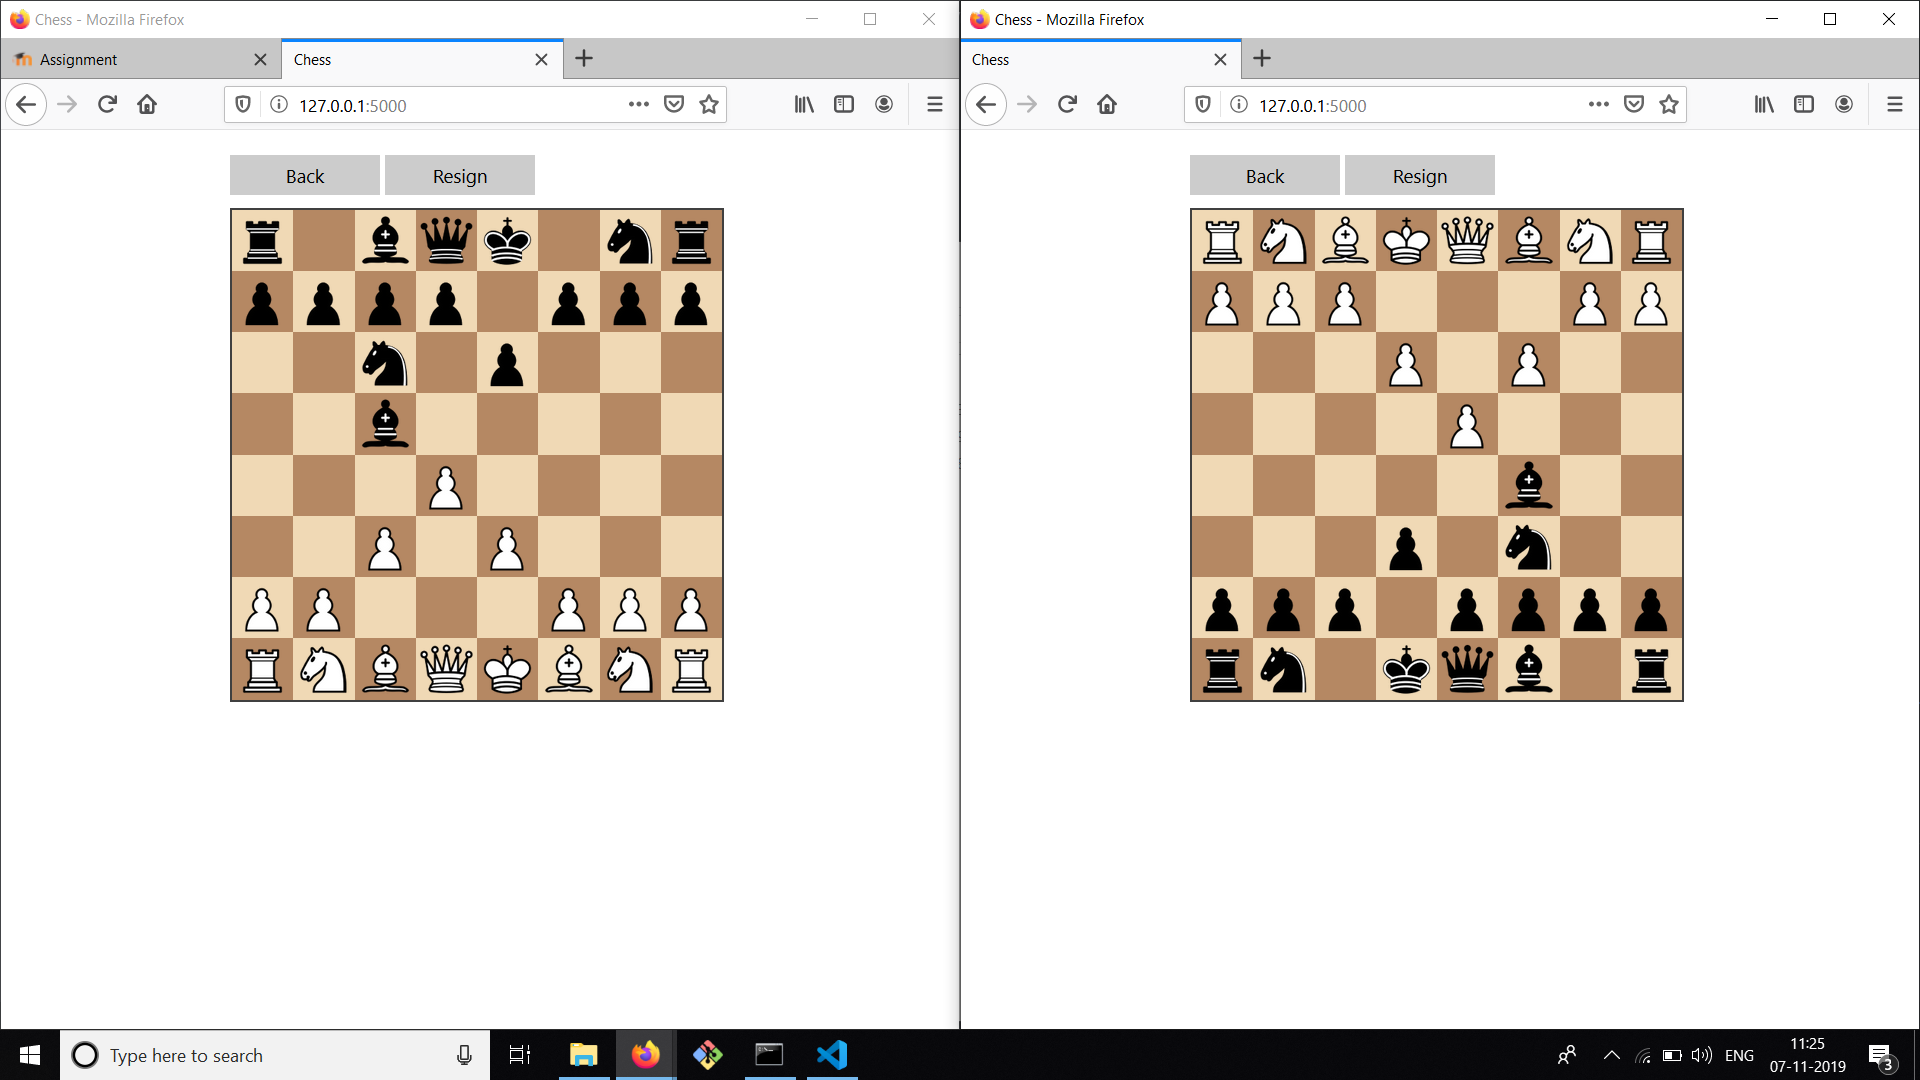 Chess - Mozilla Firefox
Assignment
Chess
127.0.0.1:5000
Back
Resign
Chess - Mozilla Firefox
Chess
127.0.0.1:5000
Back
Resign
Type here to search
ENG
11:25
07-11-2019
3